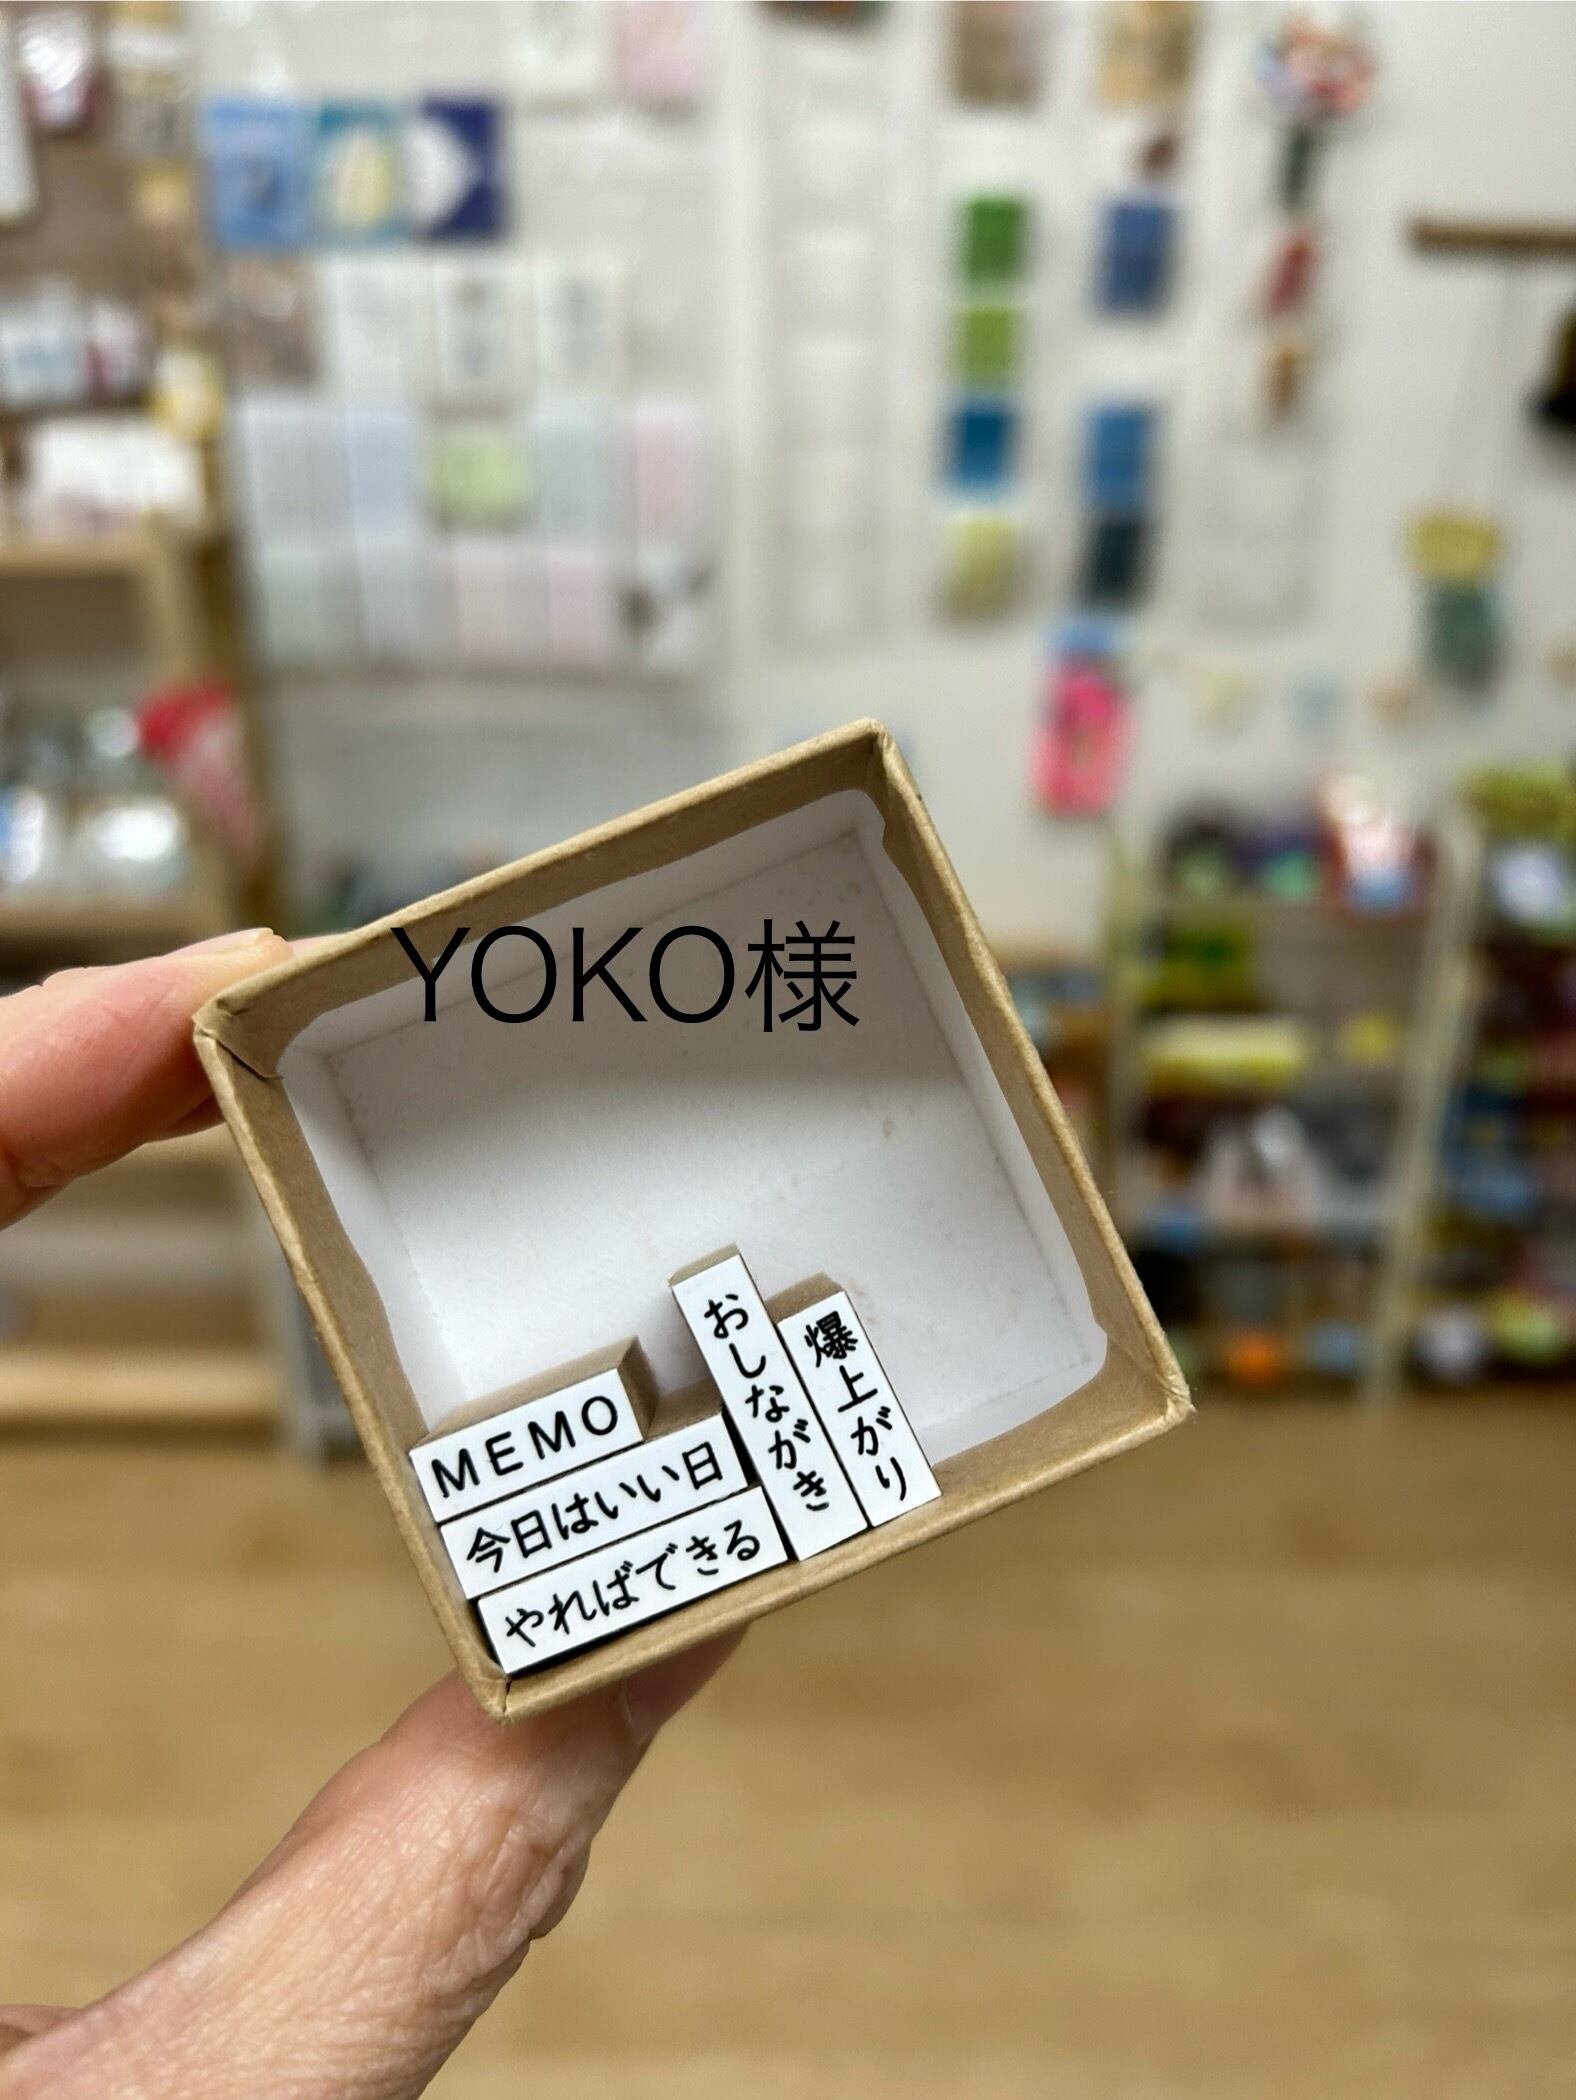 YOKO様
MEMO
今日はいい日
やればできる
おしながき
爆上がり